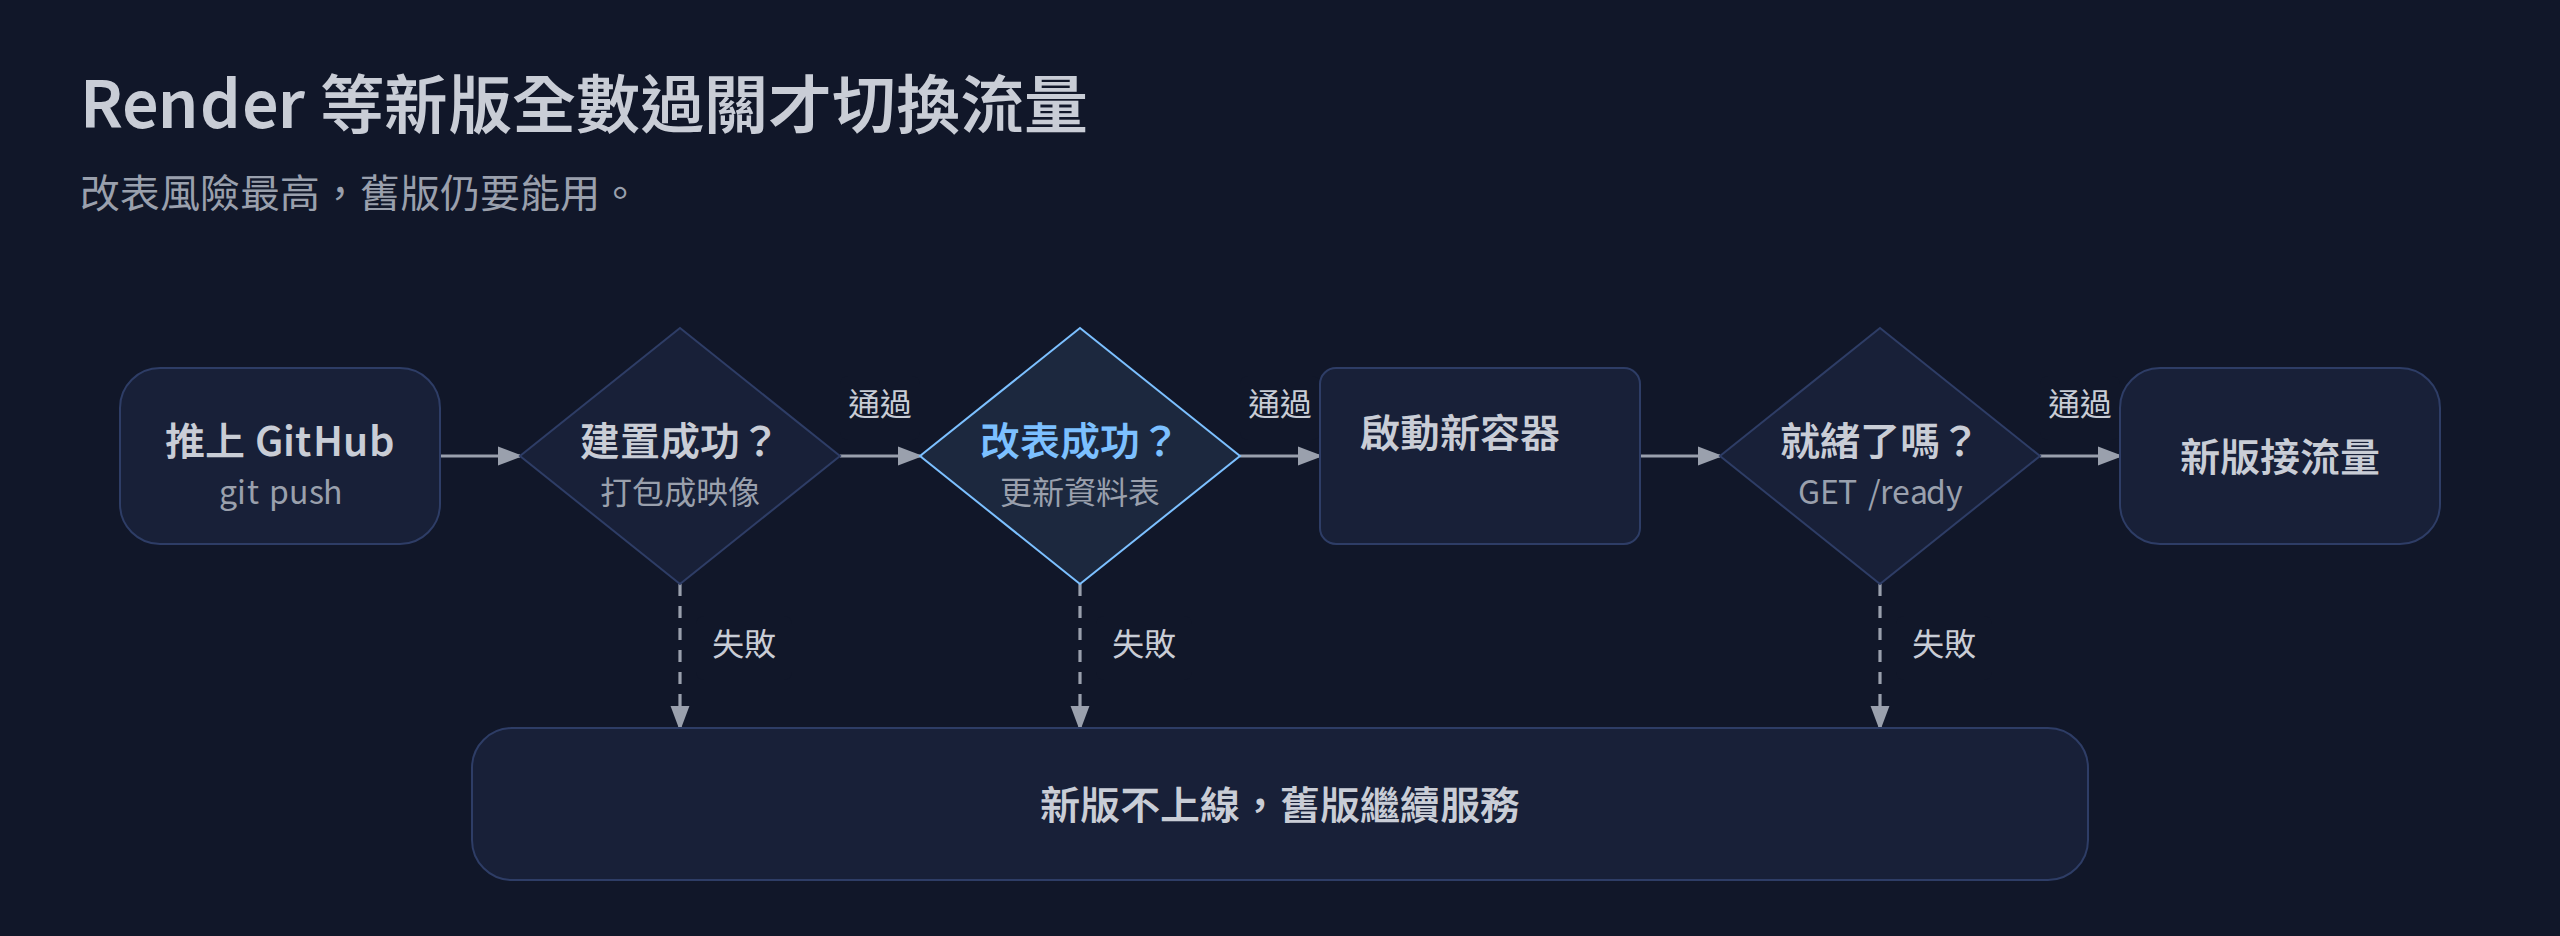 Render 等新版全數過關才切換流量
改表風險最高，舊版仍要能用。
推上 GitHub
git push
建置成功？
打包成映像
通過
改表成功？
更新資料表
通過
啟動新容器
就緒了嗎？
GET /ready
通過
新版接流量
失敗
失敗
失敗
新版不上線，舊版繼續服務